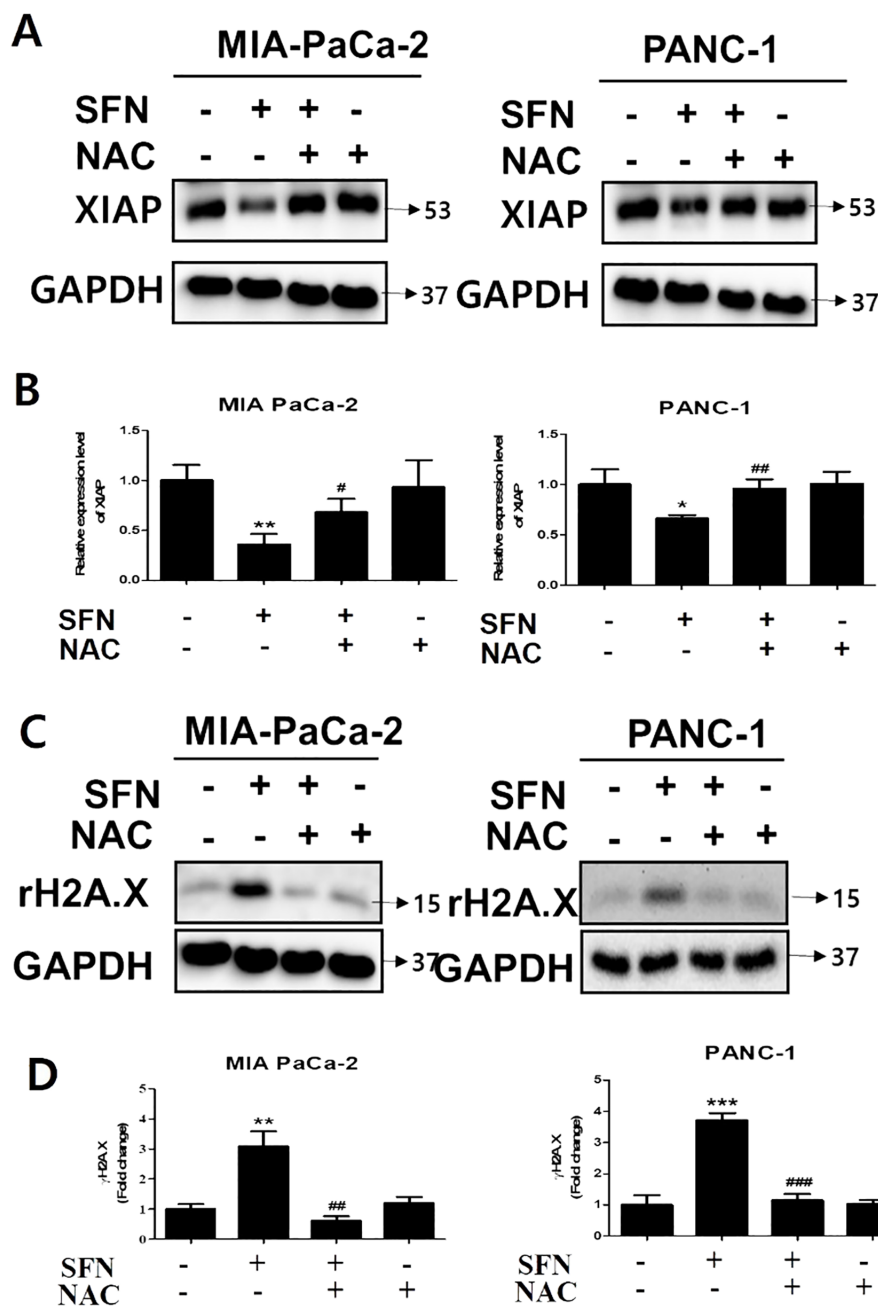 A
MIA-PaCa-2
PANC-1
SFN - + + -
SFN - + + -
NAC - - + +
NAC - - + +
XIAP 53
XIAP 53
GAPDH 37
GAPDH 37
B
MIA PaCa-2
PANC-1
Relative expression level
of XIAP
1.5
1.0
0.5
0.0
** #
Relative expression level
of XIAP
1.5
1.0
0.5
0.0
* ##
SFN - + + -
NAC - - + +
SFN - + + -
NAC - - + +
C
MIA-PaCa-2
PANC-1
SFN - + + -
SFN - + + -
NAC - - + +
NAC - - + +
rH2A.X 15
rH2A.X 15
GAPDH 37
GAPDH 37
D
MIA PaCa-2
PANC-1
γH2A.X
(Fold change)
5
4
3
2
1
0
** ##
γH2A.X
(Fold change)
5
4
3
2
1
0
*** ###
SFN - + + -
NAC - - + +
SFN - + + -
NAC - - + +